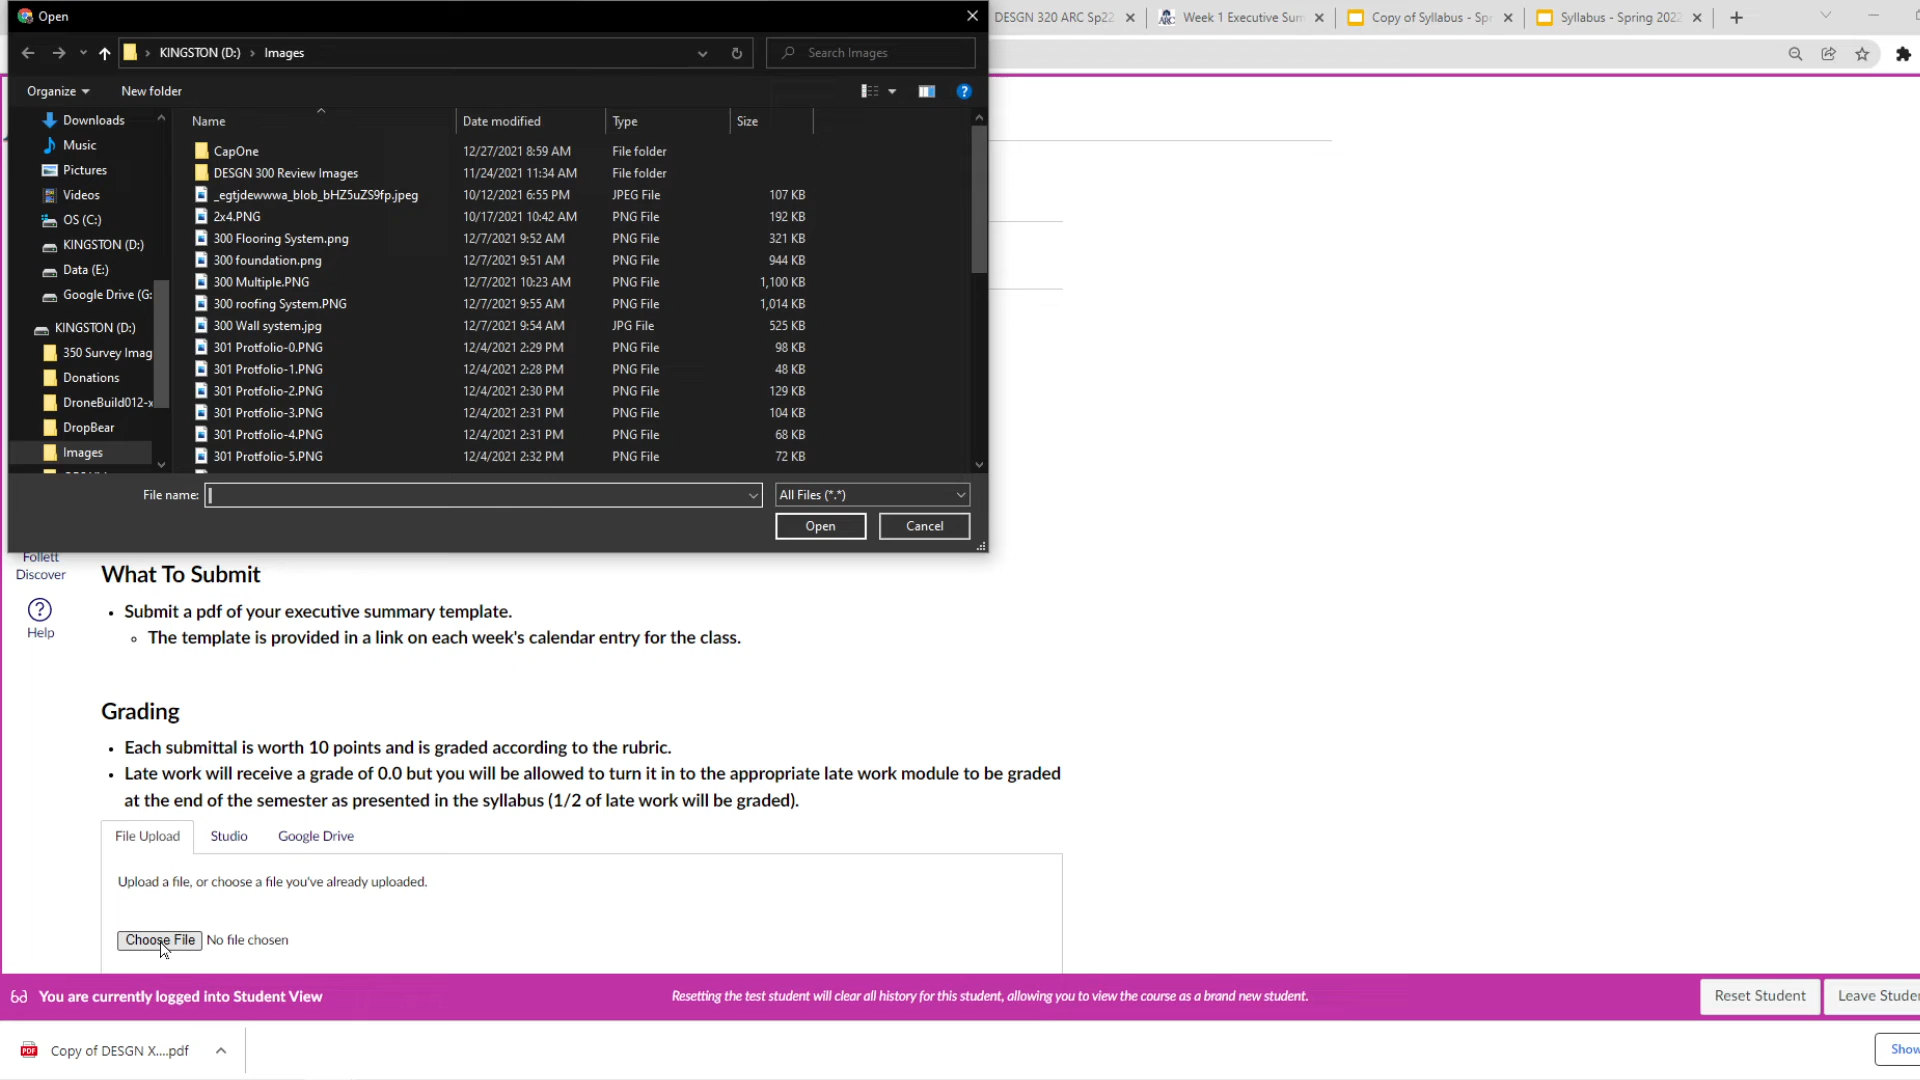 Open
DESGN 320 ARC Sp22
Week 1 Executive Sum
Copy of Syllabus - Sp
Syllabus - Spring 2022
KINGSTON (D:) > Images
Search Images
Organize
New folder
Name
Date modified
Type
Size
Downloads
Music
Pictures
Videos
OS (C:)
KINGSTON (D:)
Data (E:)
Google Drive (G:
KINGSTON (D:)
350 Survey Imag
Donations
DroneBuild012-x
DropBear
Images
CapOne 12/27/2021 8:59 AM File folder
DESGN 300 Review Images 11/24/2021 11:34 AM File folder
_egtjdewwwa_blob_bHZ5uZS9fp.jpeg 10/12/2021 6:55 PM JPEG File 107 KB
2x4.PNG 10/17/2021 10:42 AM PNG File 192 KB
300 Flooring System.png 12/7/2021 9:52 AM PNG File 321 KB
300 foundation.png 12/7/2021 9:51 AM PNG File 944 KB
300 Multiple.PNG 12/7/2021 10:23 AM PNG File 1,100 KB
300 roofing System.PNG 12/7/2021 9:55 AM PNG File 1,014 KB
300 Wall system.jpg 12/7/2021 9:54 AM JPG File 525 KB
301 Protfolio-0.PNG 12/4/2021 2:29 PM PNG File 98 KB
301 Protfolio-1.PNG 12/4/2021 2:28 PM PNG File 48 KB
301 Protfolio-2.PNG 12/4/2021 2:30 PM PNG File 129 KB
301 Protfolio-3.PNG 12/4/2021 2:31 PM PNG File 104 KB
301 Protfolio-4.PNG 12/4/2021 2:31 PM PNG File 68 KB
301 Protfolio-5.PNG 12/4/2021 2:32 PM PNG File 72 KB
File name:
All Files (*.*)
Open
Cancel
Follett
Discover
Help
What To Submit
Submit a pdf of your executive summary template.
The template is provided in a link on each week's calendar entry for the class.
Grading
Each submittal is worth 10 points and is graded according to the rubric.
Late work will receive a grade of 0.0 but you will be allowed to turn it in to the appropriate late work module to be graded
at the end of the semester as presented in the syllabus (1/2 of late work will be graded).
File Upload
Studio
Google Drive
Upload a file, or choose a file you've already uploaded.
Choose File
No file chosen
You are currently logged into Student View
Resetting the test student will clear all history for this student, allowing you to view the course as a brand new student.
Reset Student
Leave Stude
PDF
Copy of DESGN X....pdf
Show